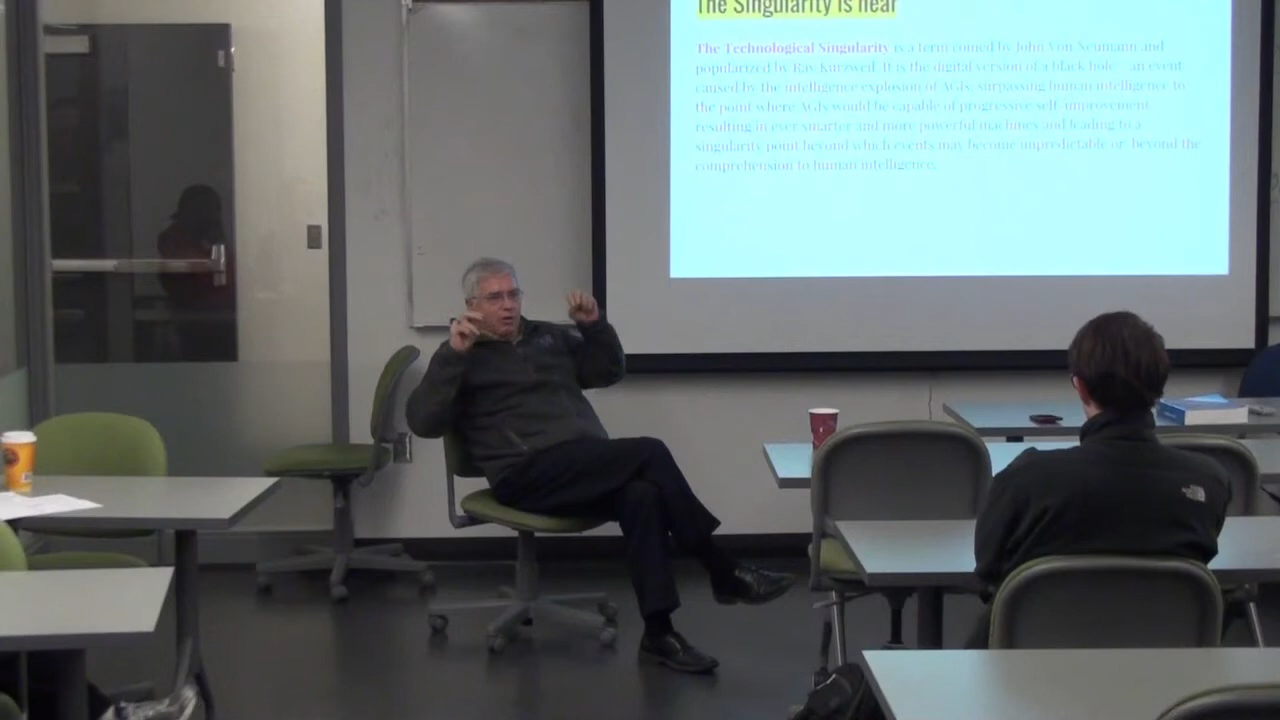 The Singularity is near
The Technological Singularity is a term coined by John Von Neumann and
popularized by Ray Kurzweil. It is the digital version of a black hole - an event
caused by the intelligence explosion of AGIs, surpassing human intelligence to
the point where AGIs would be capable of progressive self-improvement,
resulting in ever smarter and more powerful machines and leading to a
singularity point beyond which events may become unpredictable or beyond the
comprehension to human intelligence.